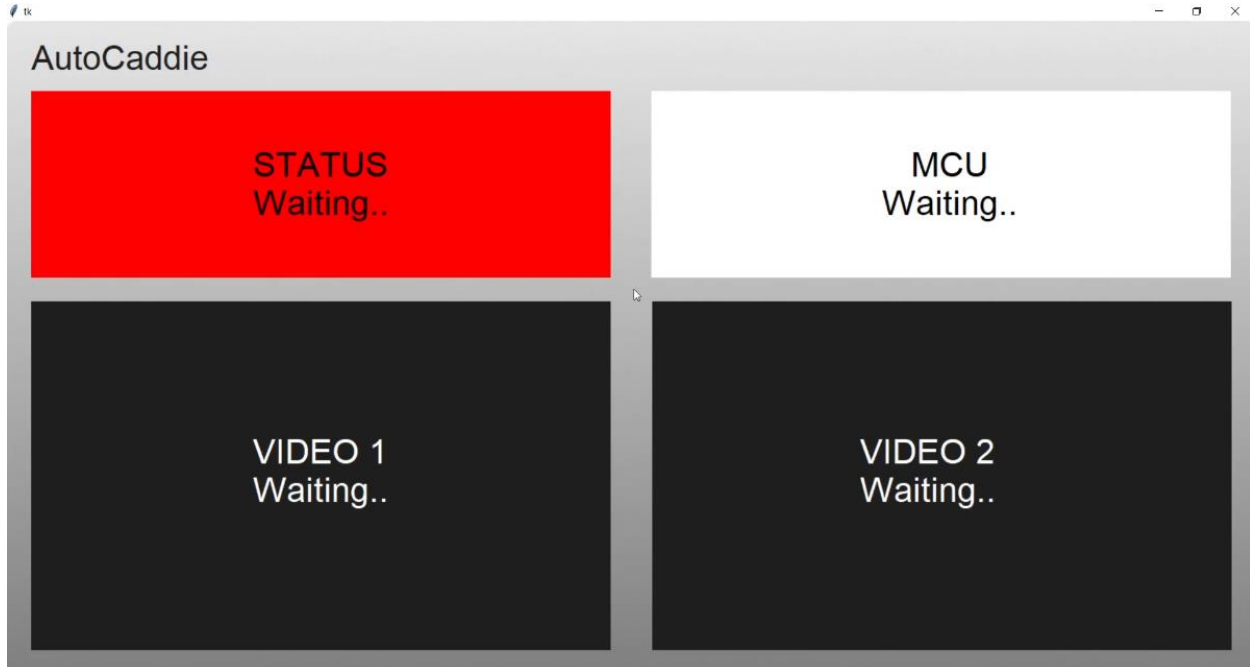 tk
AutoCaddie
STATUS
Waiting..
MCU
Waiting..
VIDEO 1
Waiting..
VIDEO 2
Waiting..